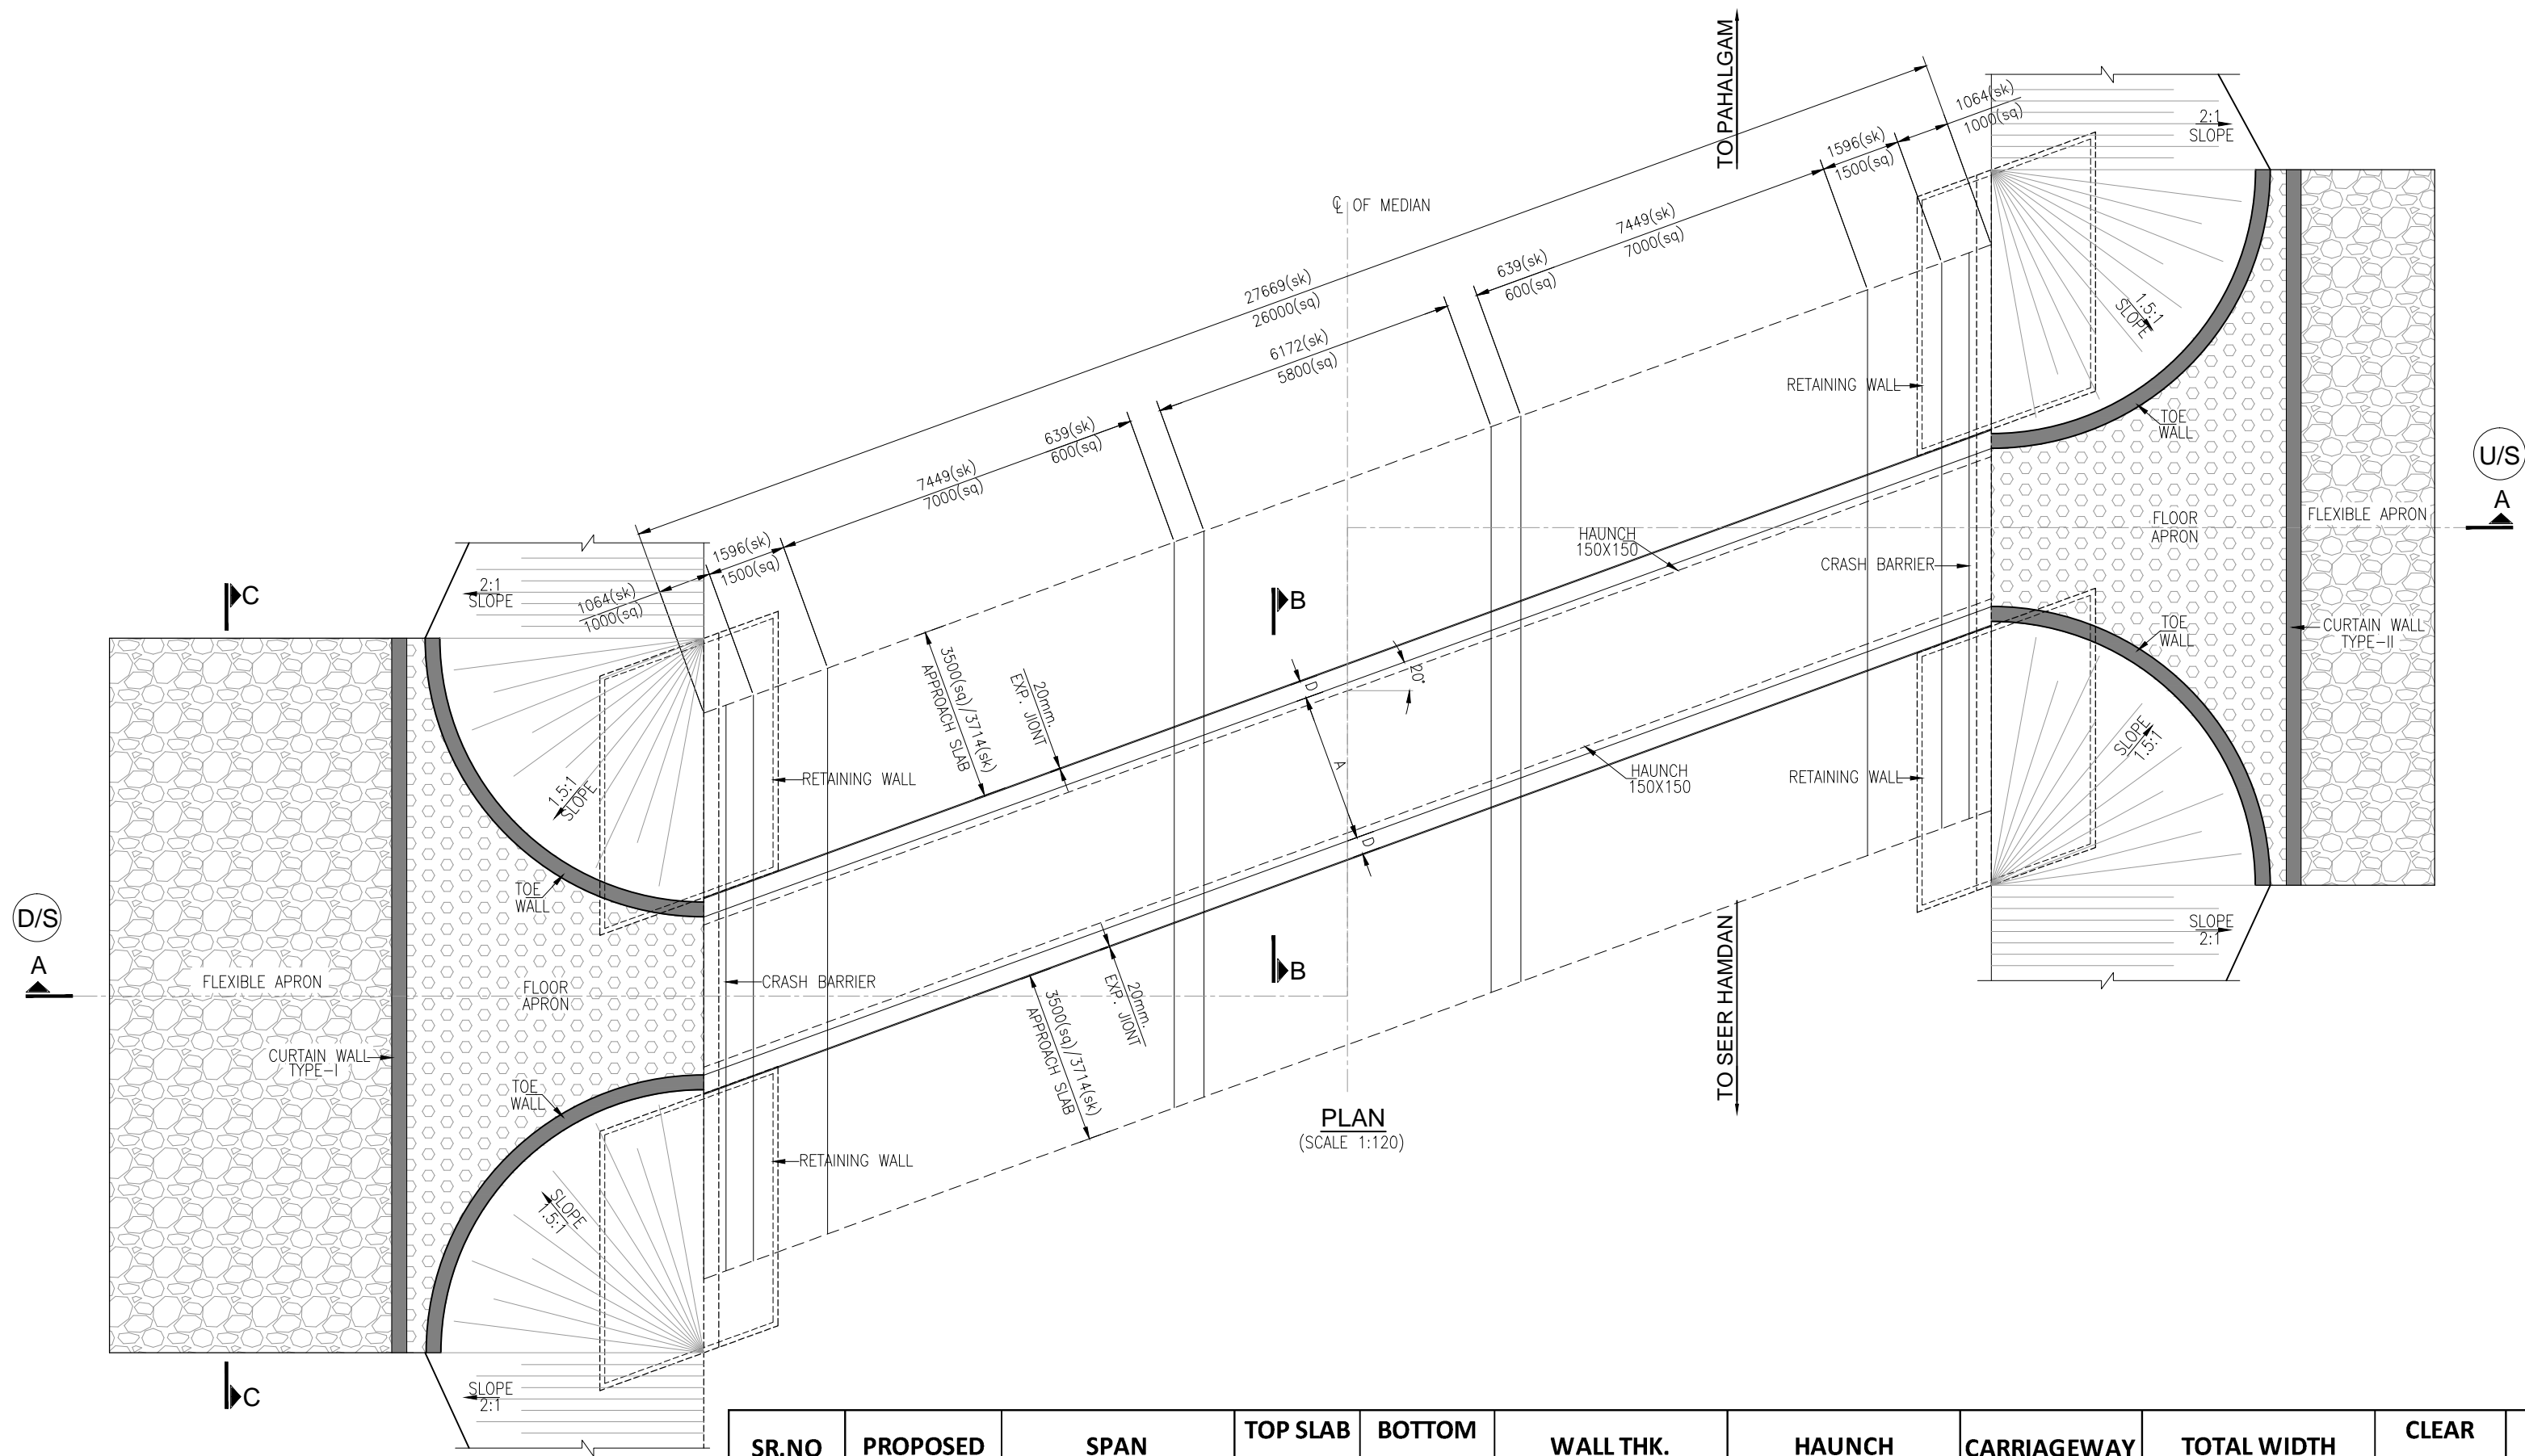 TO PAHALGAM
1064(sk)
1000(sq)
2:1
SLOPE
1596(sk)
1500(sq)
℄ OF MEDIAN
7449(sk)
7000(sq)
639(sk)
600(sq)
27669(sk)
26000(sq)
1.5:1
SLOPE
6172(sk)
5800(sq)
RETAINING WALL
TOE
WALL
639(sk)
600(sq)
7449(sk)
7000(sq)
U/S
A
FLOOR
APRON
FLEXIBLE APRON
HAUNCH
150X150
1596(sk)
1500(sq)
CRASH BARRIER
2:1
SLOPE
1064(sk)
1000(sq)
C
B
TOE
WALL
CURTAIN WALL
TYPE-II
20°
3500(sq)/3714(sk)
APPROACH SLAB
20mm.
EXP. JIONT
D
A
D
SLOPE
1.5:1
RETAINING WALL
HAUNCH
150X150
RETAINING WALL
1.5:1
SLOPE
TOE
WALL
D/S
A
TO SEER HAMDAN
SLOPE
2:1
B
FLEXIBLE APRON
FLOOR
APRON
CRASH BARRIER
20mm.
EXP. JIONT
3500(sq)/3714(sk)
APPROACH SLAB
CURTAIN WALL
TYPE-I
TOE
WALL
PLAN
(SCALE 1:120)
RETAINING WALL
SLOPE
1.5:1
SLOPE
2:1
C
SR.NO
PROPOSED
SPAN
TOP SLAB
BOTTOM
WALL THK.
HAUNCH
CARRIAGEWAY
TOTAL WIDTH
CLEAR